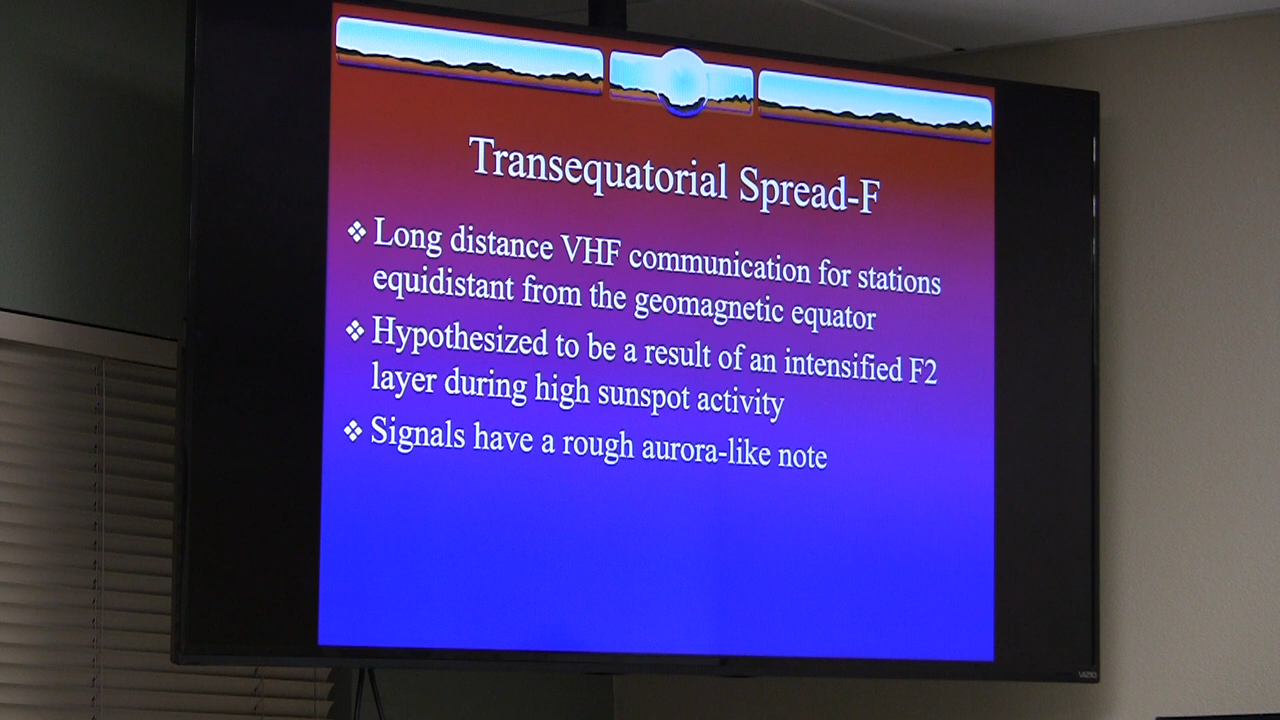 Transequatorial Spread-F
❖ Long distance VHF communication for stations
equidistant from the geomagnetic equator
❖ Hypothesized to be a result of an intensified F2
layer during high sunspot activity
❖ Signals have a rough aurora-like note
VIZIO